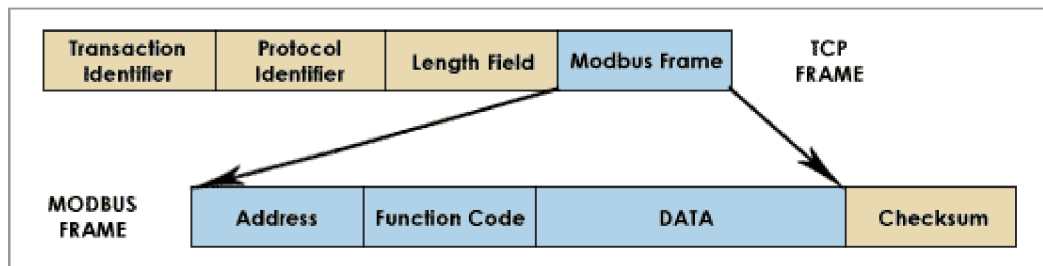 Transaction Identifier
Protocol Identifier
Length Field
Modbus Frame
TCP FRAME
MODBUS FRAME
Address
Function Code
DATA
Checksum